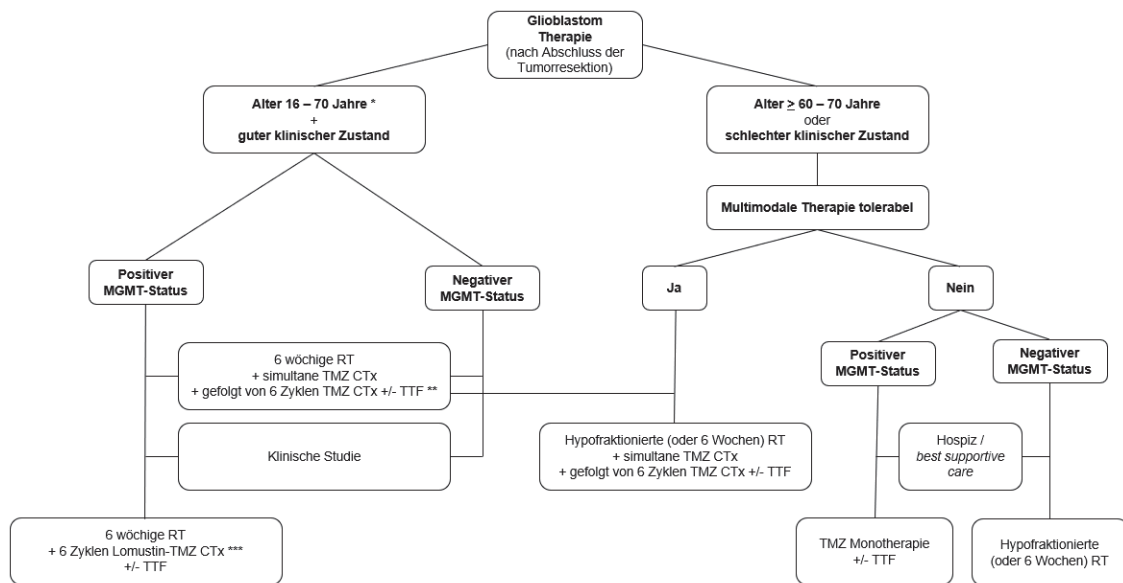 Glioblastom
Therapie
(nach Abschluss der
Tumorresektion)
Alter 16 – 70 Jahre *
+
guter klinischer Zustand
Alter ≥ 60 – 70 Jahre
oder
schlechter klinischer Zustand
Multimodale Therapie tolerabel
Positiver
MGMT-Status
Negativer
MGMT-Status
Ja
Nein
6 wöchige RT
+ simultane TMZ CTx
+ gefolgt von 6 Zyklen TMZ CTx +/- TTF **
Positiver
MGMT-Status
Negativer
MGMT-Status
Klinische Studie
Hypofraktionierte (oder 6 Wochen) RT
+ simultane TMZ CTx
+ gefolgt von 6 Zyklen TMZ CTx +/- TTF
Hospiz /
best supportive
care
6 wöchige RT
+ 6 Zyklen Lomustin-TMZ CTx ***
+/- TTF
TMZ Monotherapie
+/- TTF
Hypofraktionierte
(oder 6 Wochen) RT